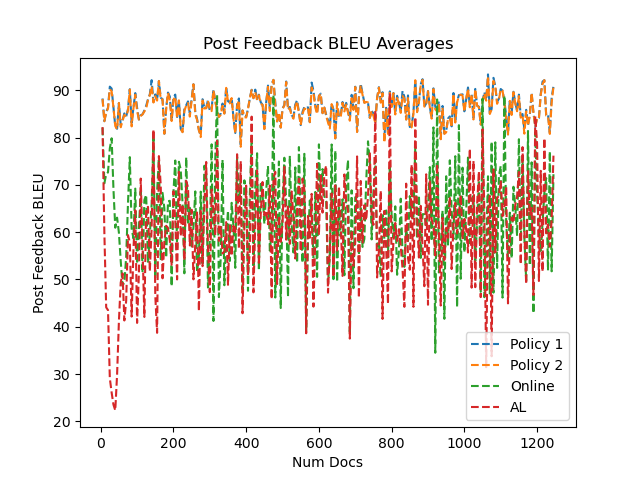 Post Feedback BLEU Averages
Post Feedback BLEU
90
80
70
60
50
40
30
20
0
200
400
600
800
1000
1200
Num Docs
Policy 1
Policy 2
Online
AL